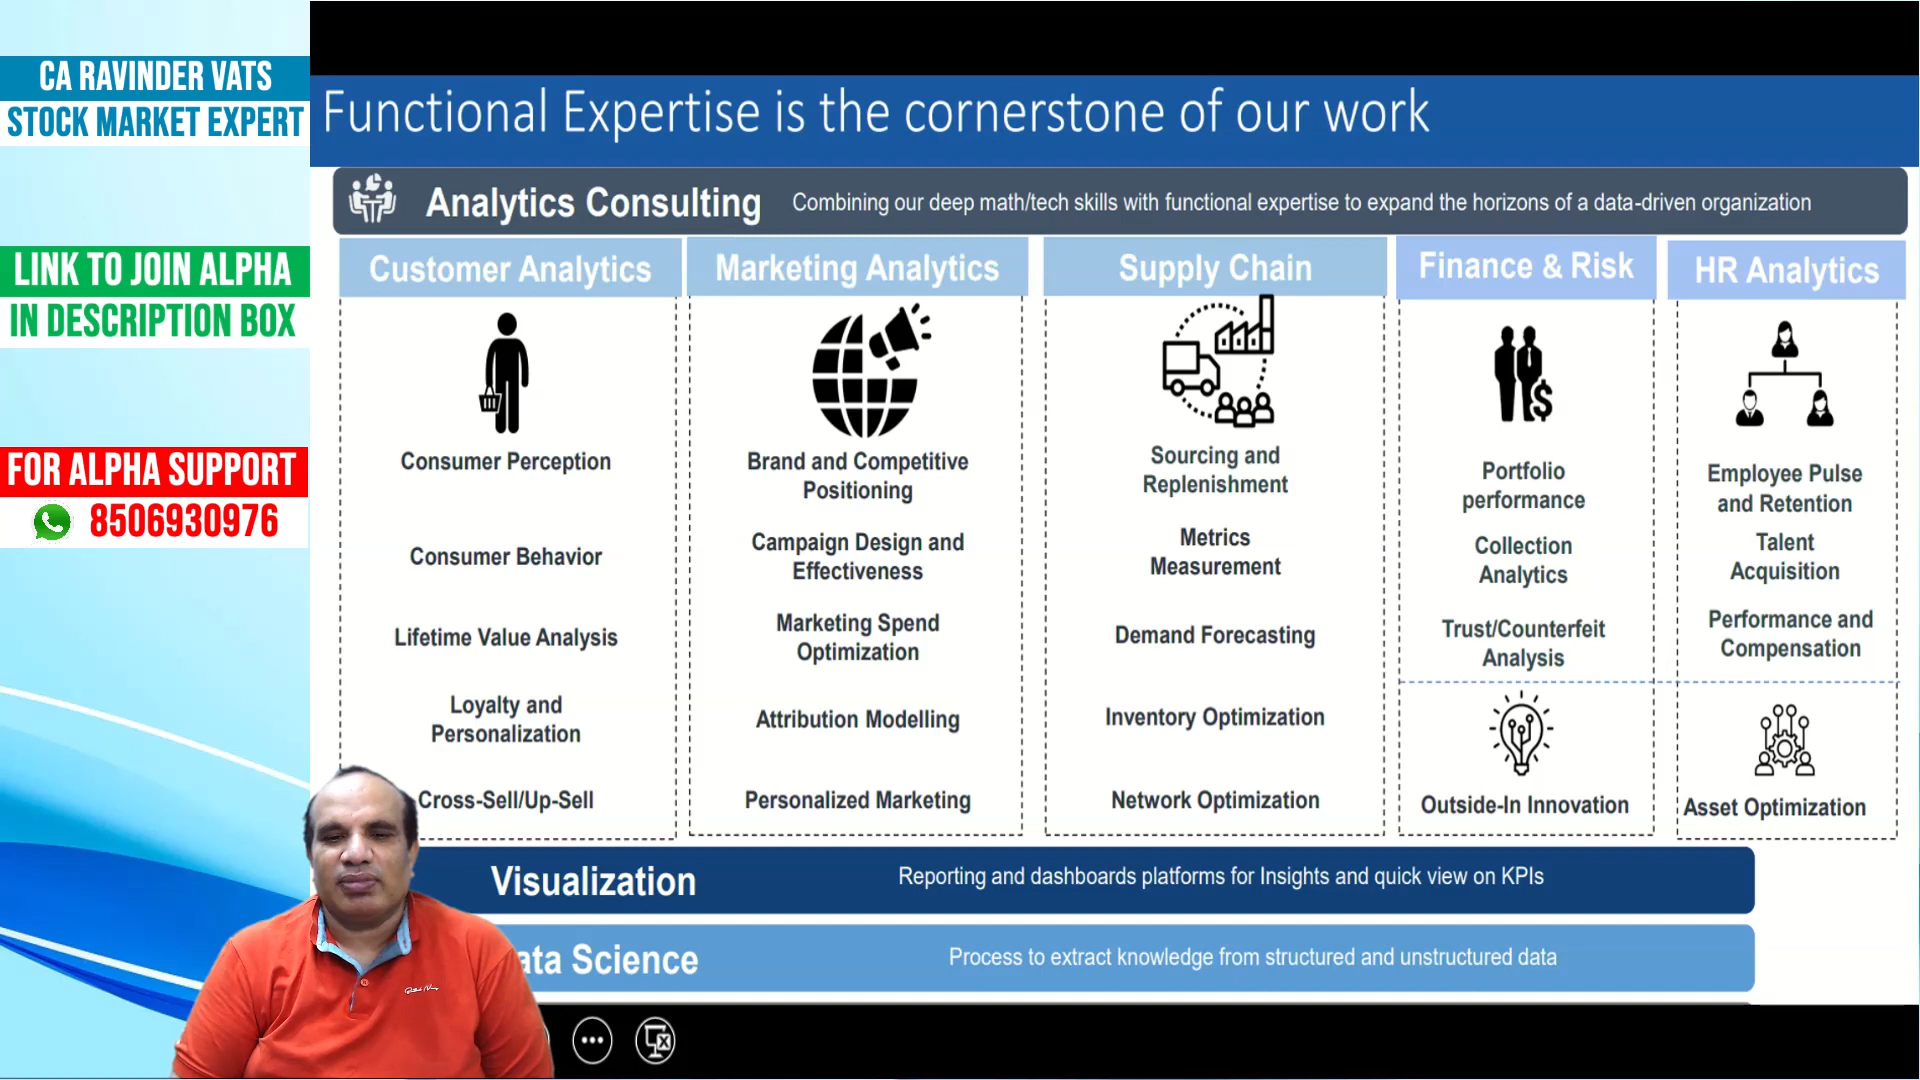 CA RAVINDER VATS
STOCK MARKET EXPERT
LINK TO JOIN ALPHA
IN DESCRIPTION BOX
FOR ALPHA SUPPORT
8506930976
Functional Expertise is the cornerstone of our work
Analytics Consulting
Combining our deep math/tech skills with functional expertise to expand the horizons of a data-driven organization
Customer Analytics
Consumer Perception
Consumer Behavior
Lifetime Value Analysis
Loyalty and
Personalization
Cross-Sell/Up-Sell
Marketing Analytics
Brand and Competitive
Positioning
Campaign Design and
Effectiveness
Marketing Spend
Optimization
Attribution Modelling
Personalized Marketing
Supply Chain
Sourcing and
Replenishment
Metrics
Measurement
Demand Forecasting
Inventory Optimization
Network Optimization
Finance & Risk
Portfolio
performance
Collection
Analytics
Trust/Counterfeit
Analysis
Outside-In Innovation
HR Analytics
Employee Pulse
and Retention
Talent
Acquisition
Performance and
Compensation
Asset Optimization
Visualization
Reporting and dashboards platforms for Insights and quick view on KPIs
ata Science
Process to extract knowledge from structured and unstructured data